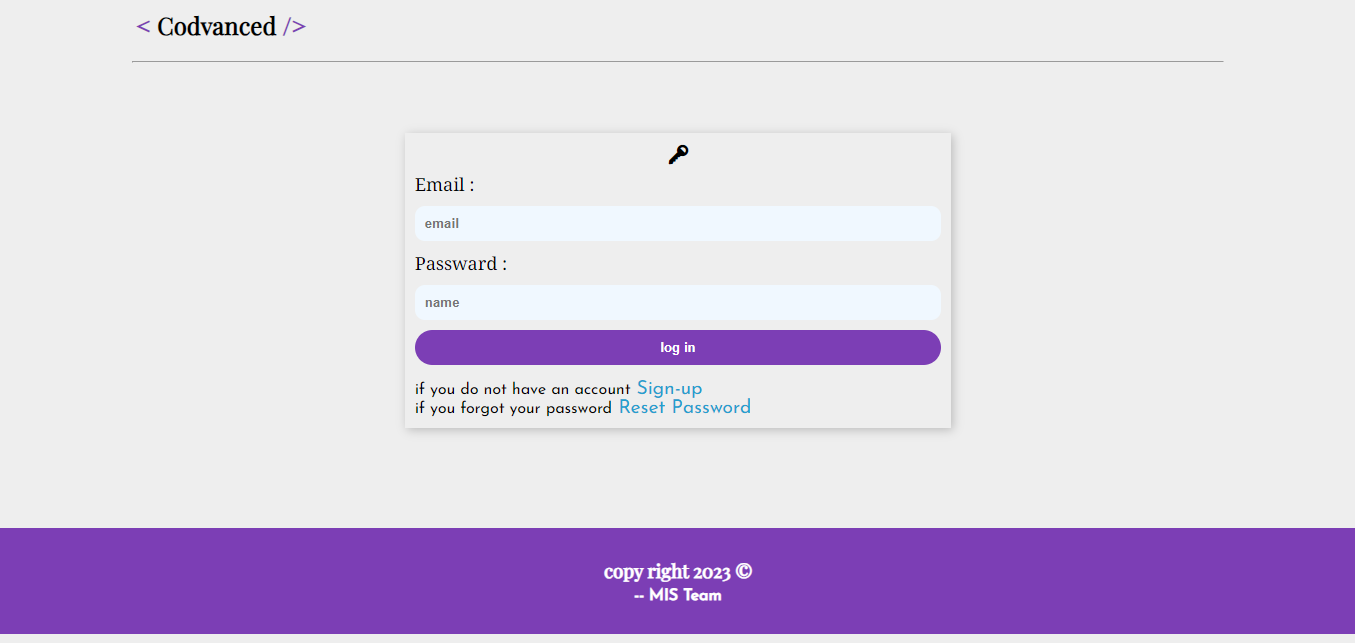 < Codvanced />
Email :
email
Passward :
name
log in
if you do not have an account Sign-up
if you forgot your password Reset Password
copy right 2023 ©
-- MIS Team